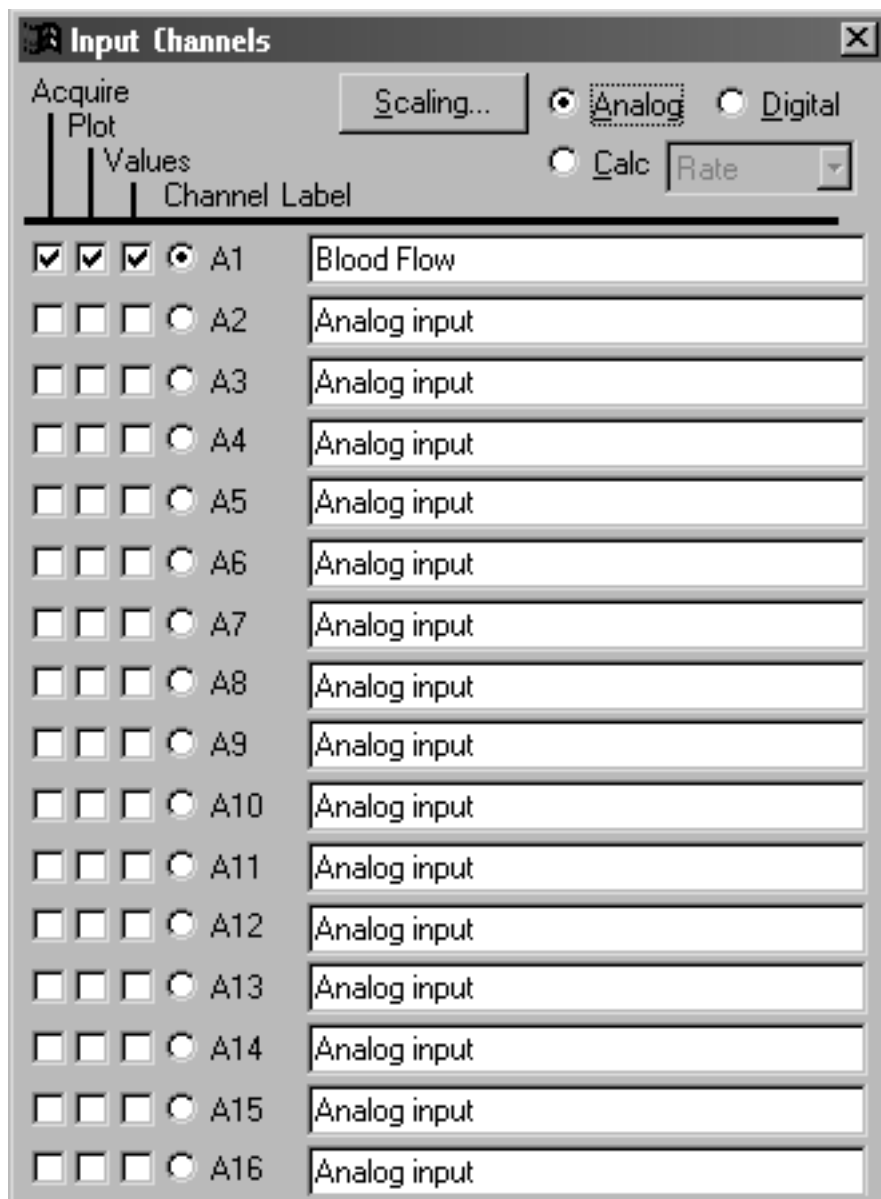 Input Channels
Acquire Scaling... Analog Digital
Plot
Values Calc Rate
Channel Label
A1 Blood Flow
A2 Analog input
A3 Analog input
A4 Analog input
A5 Analog input
A6 Analog input
A7 Analog input
A8 Analog input
A9 Analog input
A10 Analog input
A11 Analog input
A12 Analog input
A13 Analog input
A14 Analog input
A15 Analog input
A16 Analog input